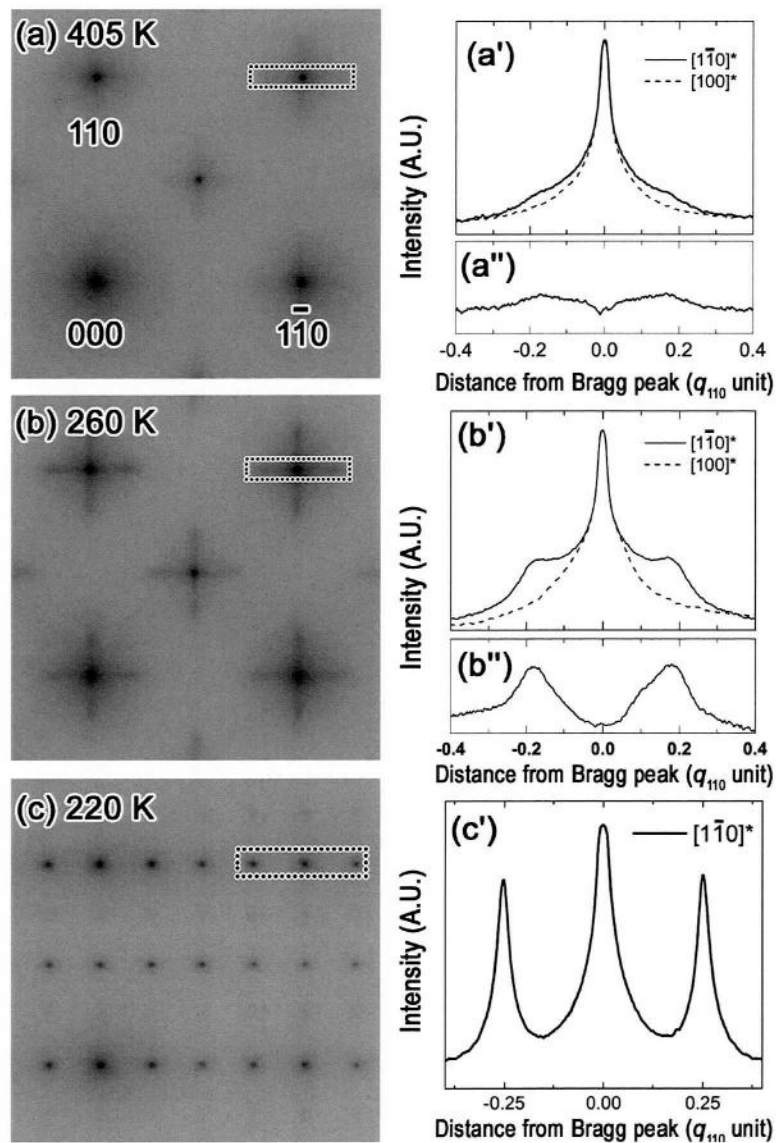 (a) 405 K
110
000
11̄0
(a')
[11̄0]*
[100]*
Intensity (A.U.)
(a'')
-0.4 -0.2 0.0 0.2 0.4
Distance from Bragg peak (q110 unit)
(b) 260 K
(b')
[11̄0]*
[100]*
Intensity (A.U.)
(b'')
-0.4 -0.2 0.0 0.2 0.4
Distance from Bragg peak (q110 unit)
(c) 220 K
(c')
[11̄0]*
Intensity (A.U.)
-0.25 0.00 0.25
Distance from Bragg peak (q110 unit)